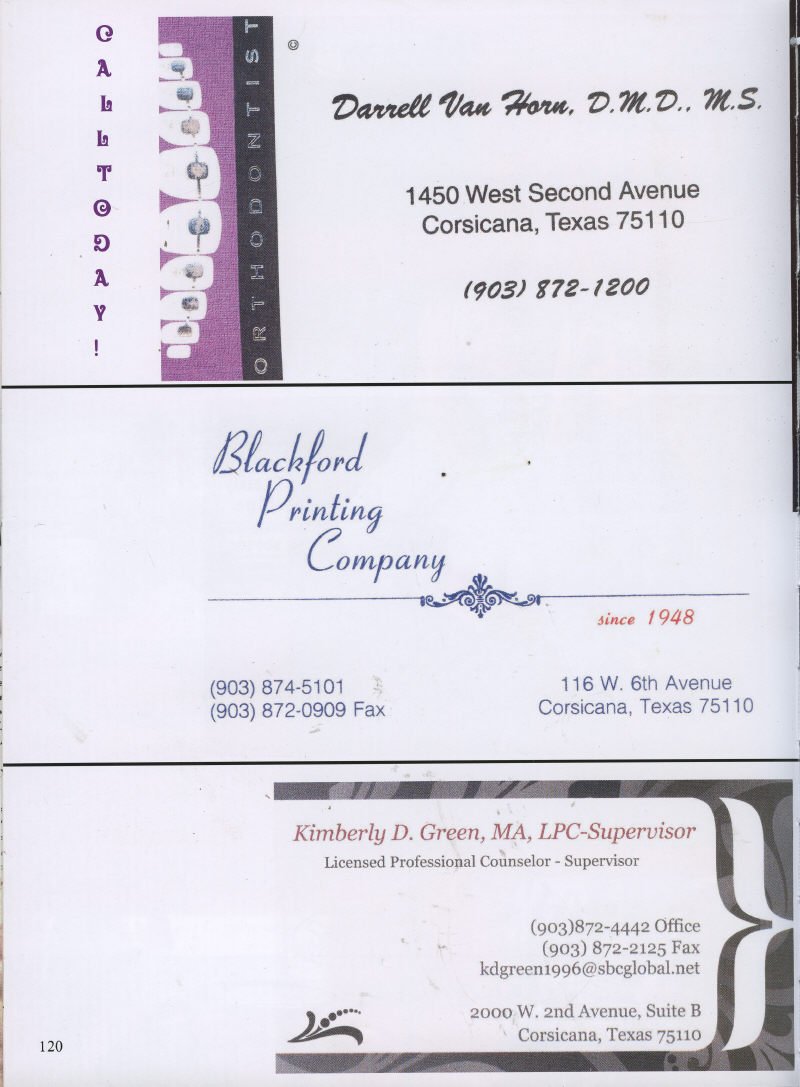 CALL TODAY!
ORTHODONTIST
©
Darrell Van Horn, D.M.D., M.S.
1450 West Second Avenue
Corsicana, Texas 75110
(903) 872-1200
Blackford
Printing
Company
since 1948
(903) 874-5101
(903) 872-0909 Fax
116 W. 6th Avenue
Corsicana, Texas 75110
Kimberly D. Green, MA, LPC-Supervisor
Licensed Professional Counselor - Supervisor
(903)872-4442 Office
(903) 872-2125 Fax
kdgreen1996@sbcglobal.net
2000 W. 2nd Avenue, Suite B
Corsicana, Texas 75110
120